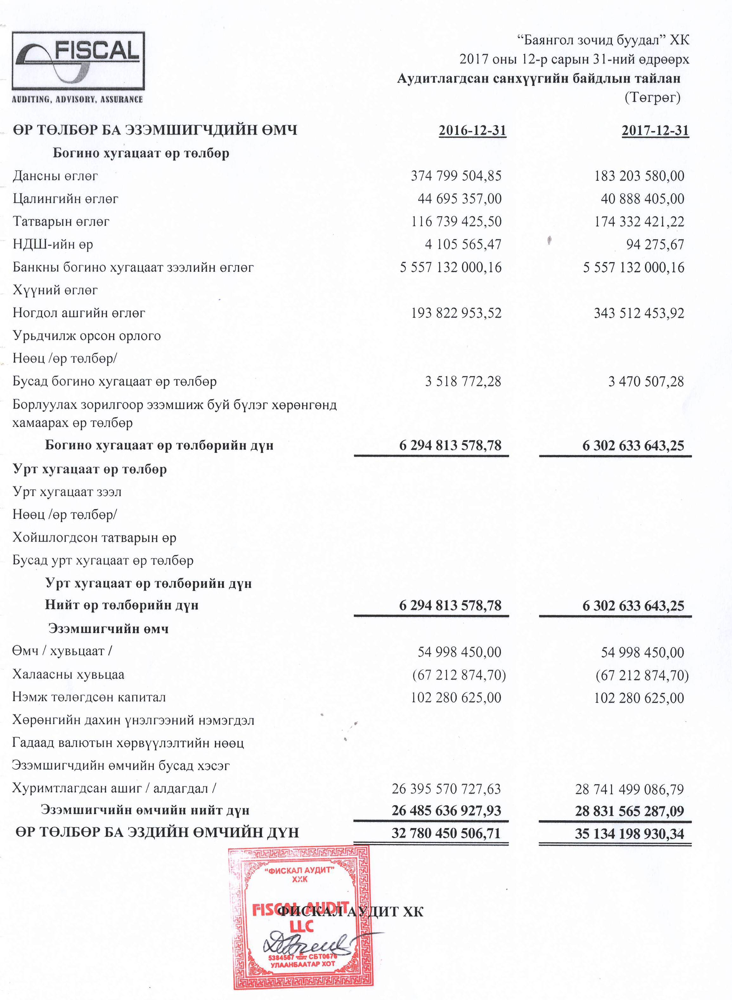 FISCAL
AUDITING, ADVISORY, ASSURANCE
“Баянгол зочид буудал” ХК
2017 оны 12-р сарын 31-ний өдрөөрх
Аудитлагдсан санхүүгийн байдлын тайлан
(Төгрөг)
ӨР ТӨЛБӨР БА ЭЗЭМШИГЧДИЙН ӨМЧ 2016-12-31 2017-12-31
Богино хугацаат өр төлбөр
Дансны өглөг 374 799 504,85 183 203 580,00
Цалингийн өглөг 44 695 357,00 40 888 405,00
Татварын өглөг 116 739 425,50 174 332 421,22
НДШ-ийн өр 4 105 565,47 94 275,67
Банкны богино хугацаат зээлийн өглөг 5 557 132 000,16 5 557 132 000,16
Хүүний өглөг
Ногдол ашгийн өглөг 193 822 953,52 343 512 453,92
Урьдчилж орсон орлого
Нөөц /өр төлбөр/
Бусад богино хугацаат өр төлбөр 3 518 772,28 3 470 507,28
Борлуулах зорилгоор эзэмшиж буй бүлэг хөрөнгөнд
хамаарах өр төлбөр
Богино хугацаат өр төлбөрийн дүн 6 294 813 578,78 6 302 633 643,25
Урт хугацаат өр төлбөр
Урт хугацаат зээл
Нөөц /өр төлбөр/
Хойшлогдсон татварын өр
Бусад урт хугацаат өр төлбөр
Урт хугацаат өр төлбөрийн дүн
Нийт өр төлбөрийн дүн 6 294 813 578,78 6 302 633 643,25
Эзэмшигчийн өмч
Өмч / хувьцаат / 54 998 450,00 54 998 450,00
Халаасны хувьцаа (67 212 874,70) (67 212 874,70)
Нэмж төлөгдсөн капитал 102 280 625,00 102 280 625,00
Хөрөнгийн дахин үнэлгээний нэмэгдэл
Гадаад валютын хөрвүүлэлтийн нөөц
Эзэмшигчдийн өмчийн бусад хэсэг
Хуримтлагдсан ашиг / алдагдал / 26 395 570 727,63 28 741 499 086,79
Эзэмшигчийн өмчийн нийт дүн 26 485 636 927,93 28 831 565 287,09
ӨР ТӨЛБӨР БА ЭЗДИЙН ӨМЧИЙН ДҮН 32 780 450 506,71 35 134 198 930,34
“ФИСКАЛ АУДИТ”
ХХК
FISCAL AUDIT
ФИСКАЛ АУДИТ ХК
LLC
5384567 СБТ0676
УЛААНБААТАР ХОТ